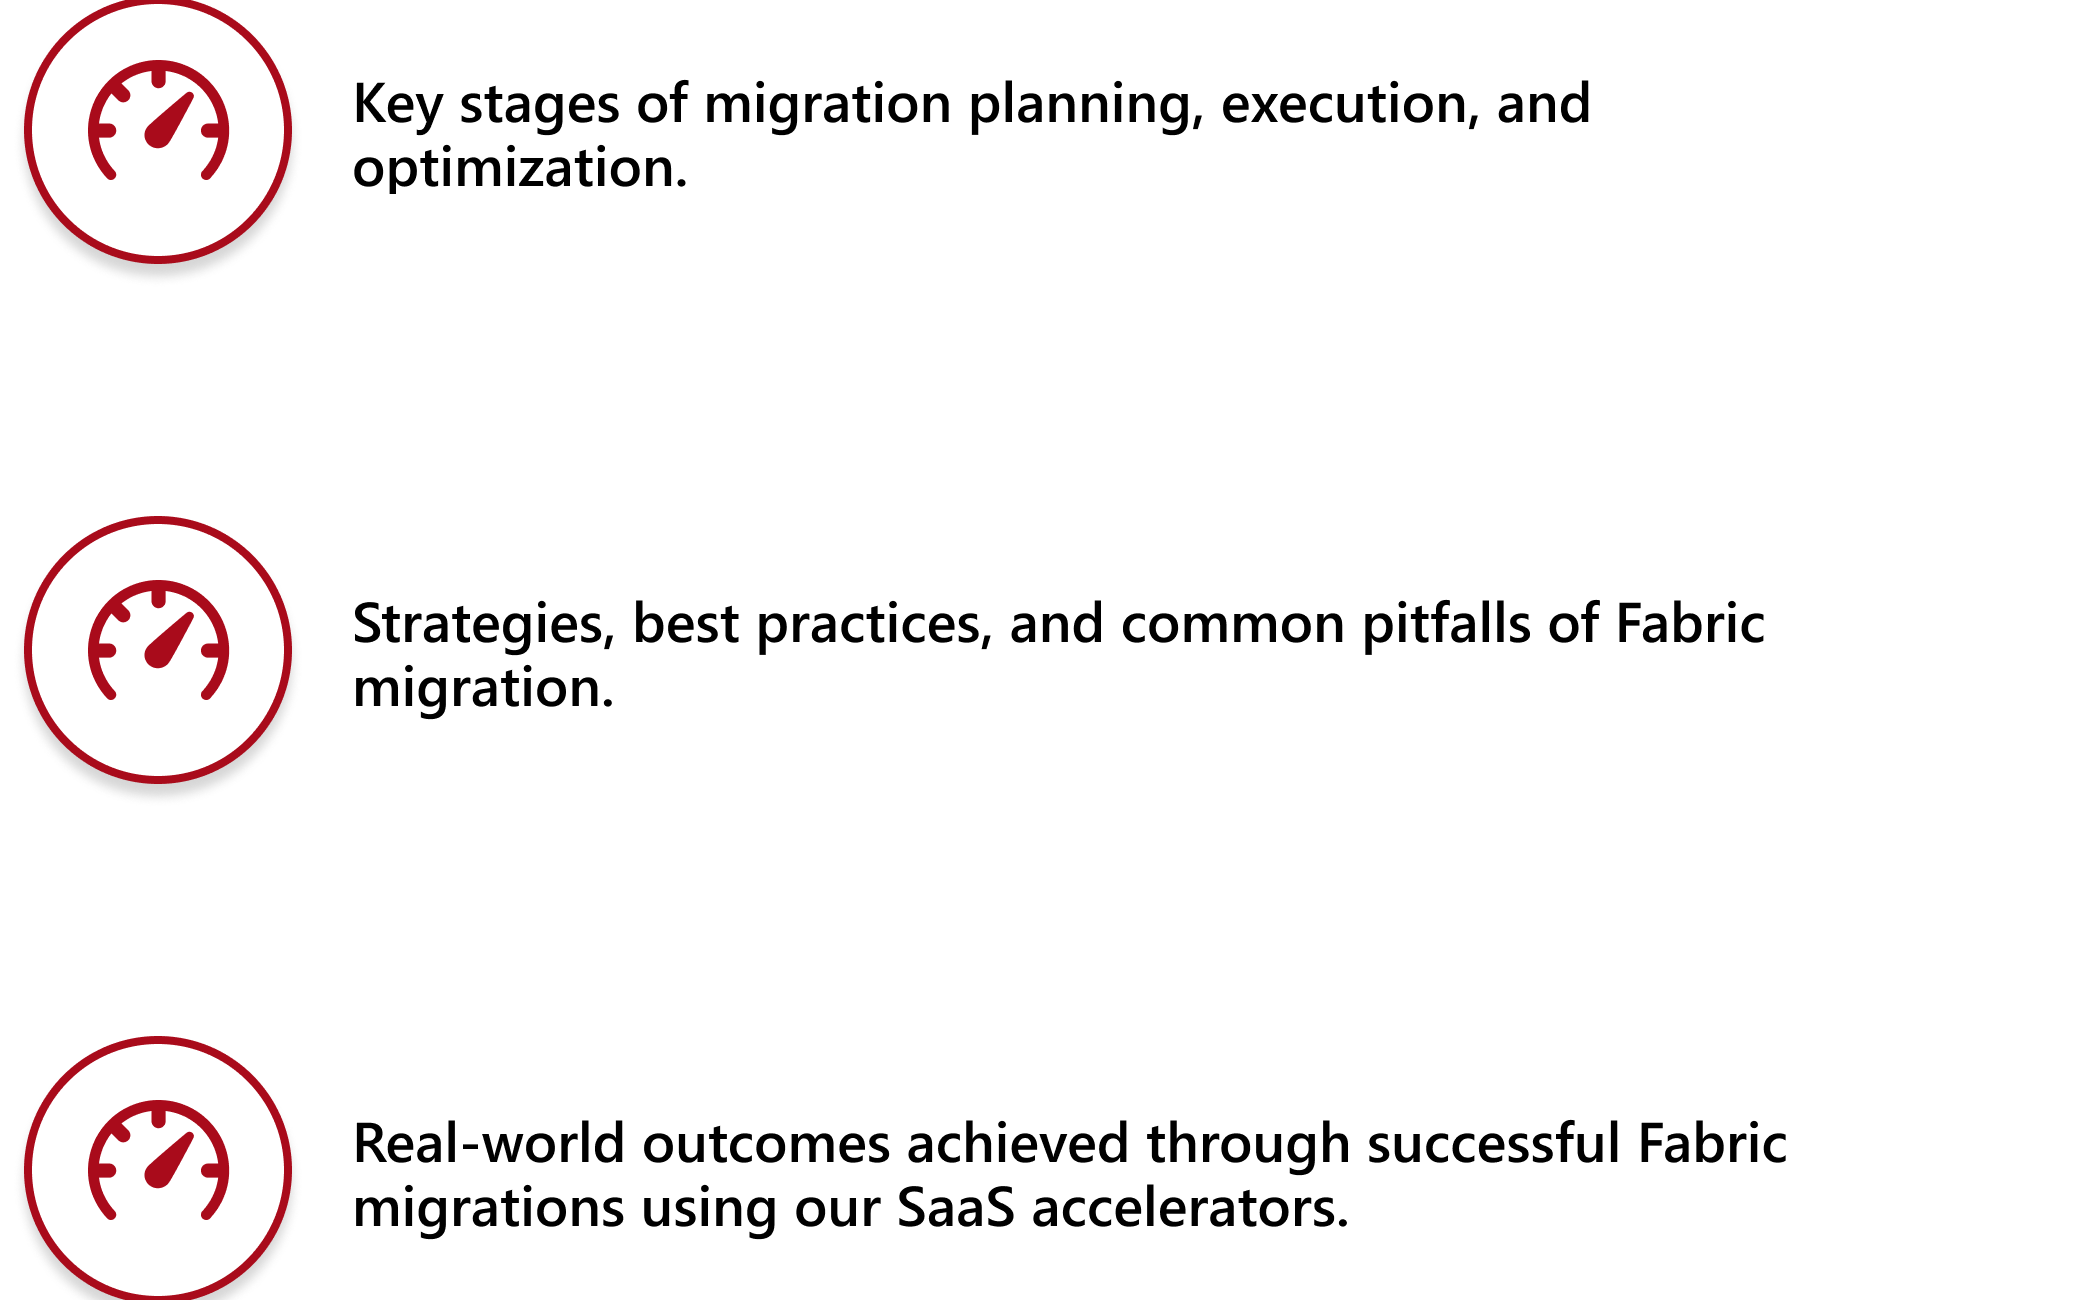 Key stages of migration planning, execution, and
optimization.
Strategies, best practices, and common pitfalls of Fabric
migration.
Real-world outcomes achieved through successful Fabric
migrations using our SaaS accelerators.